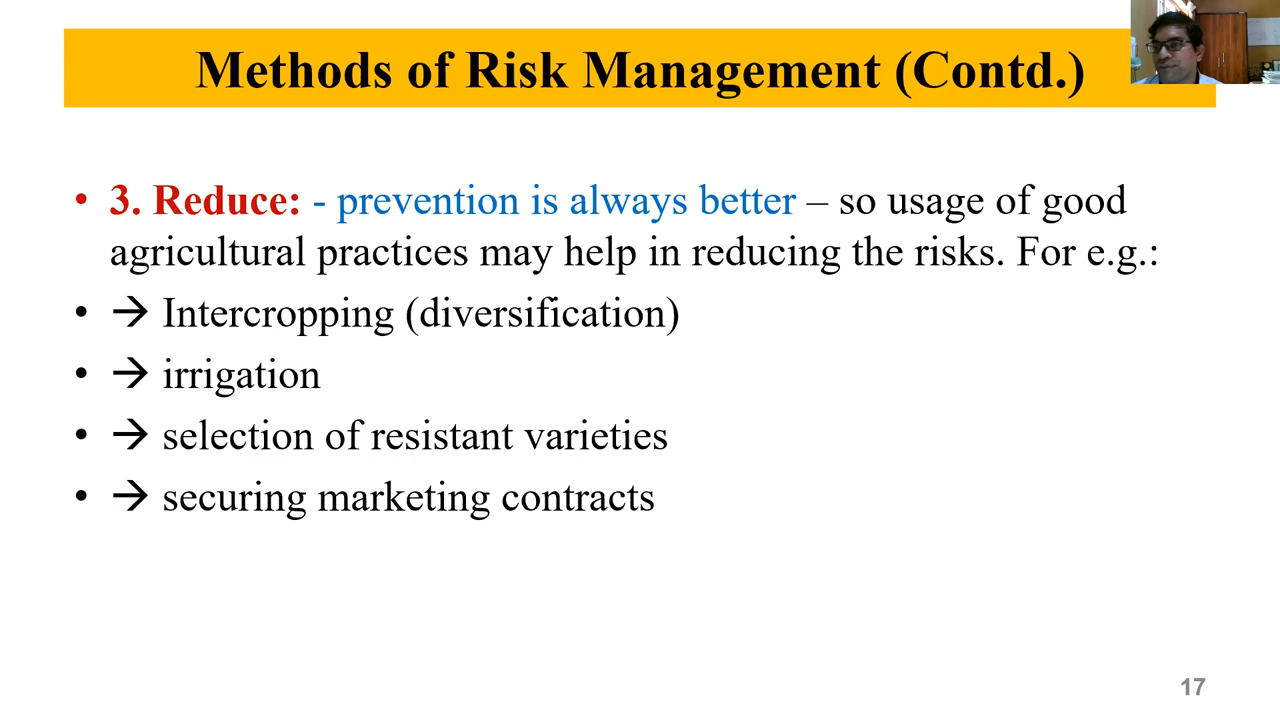 Methods of Risk Management (Contd.)
• 3. Reduce: - prevention is always better – so usage of good
agricultural practices may help in reducing the risks. For e.g.:
• → Intercropping (diversification)
• → irrigation
• → selection of resistant varieties
• → securing marketing contracts
17